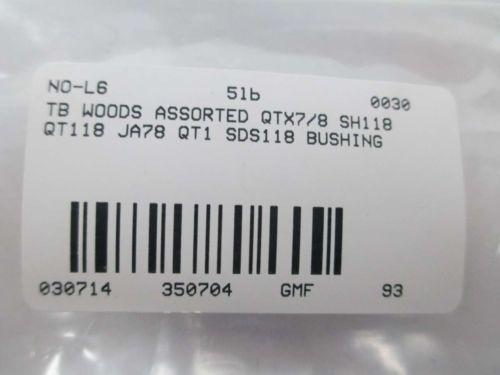 NO-L6 51b 0030
TB WOODS ASSORTED QTX7/8 SH118
QT118 JA78 QT1 SDS118 BUSHING
030714 350704 GMF 93